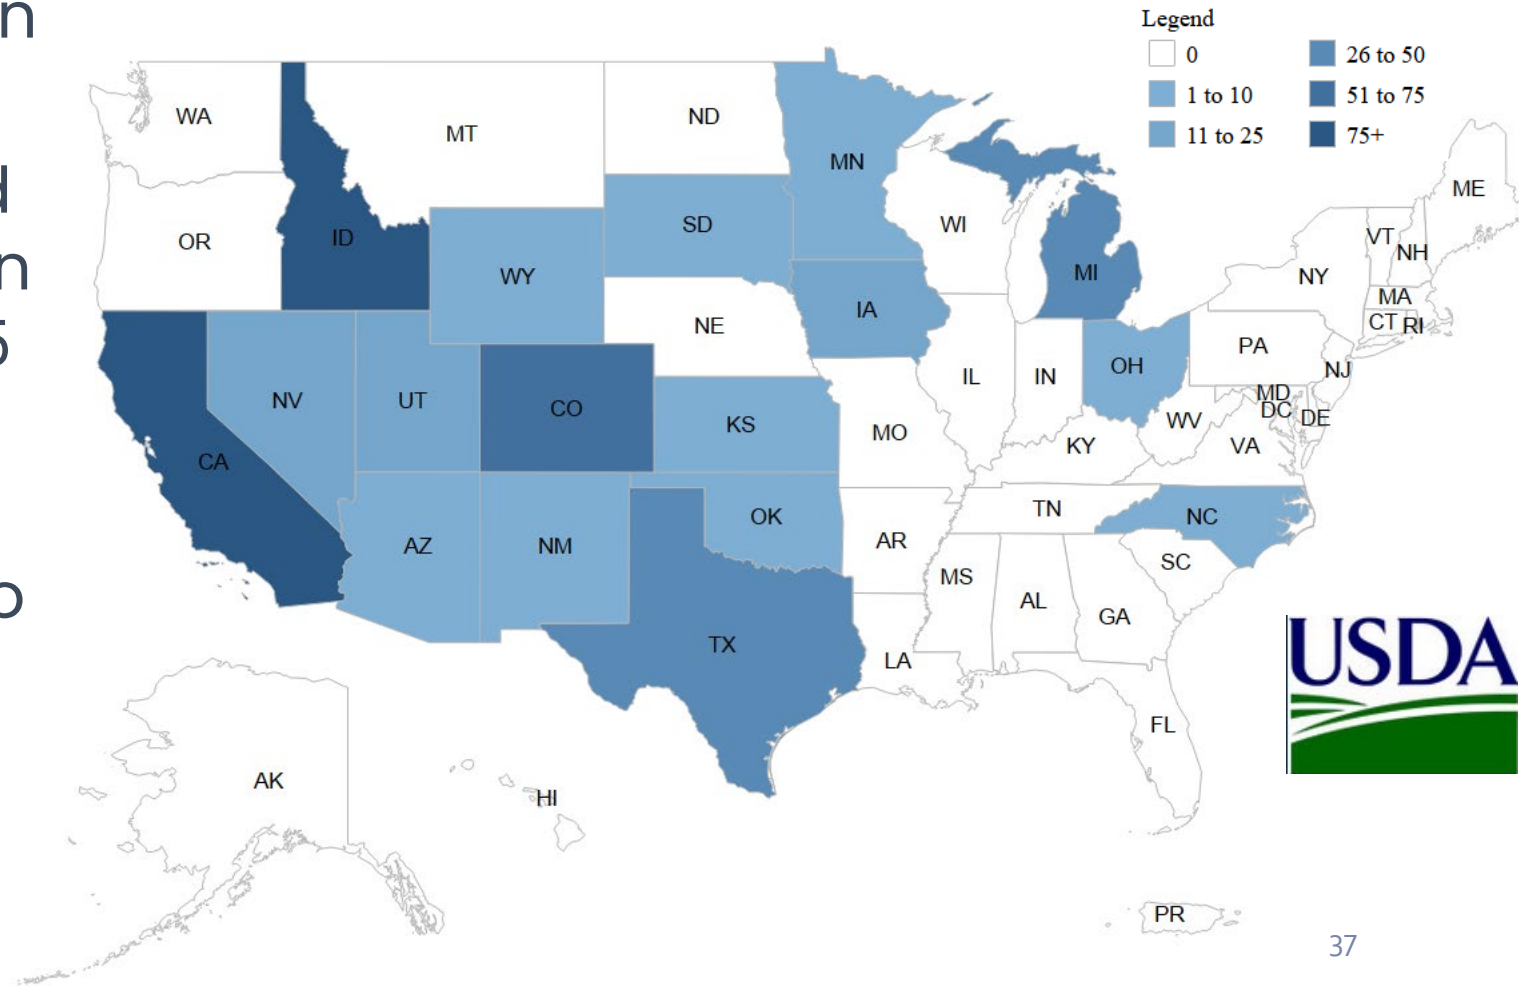 n
d
n
5
o
Legend
0
26 to 50
1 to 10
51 to 75
11 to 25
75+
WA
MT
ND
MN
ME
OR
ID
SD
WI
VT
NH
WY
MI
NY
MA
NE
IA
CT
RI
PA
NV
UT
CO
KS
IL
IN
OH
NJ
MD
DC
DE
CA
MO
KY
WV
VA
AZ
NM
OK
AR
TN
NC
MS
AL
GA
SC
TX
LA
FL
AK
HI
PR
USDA
37